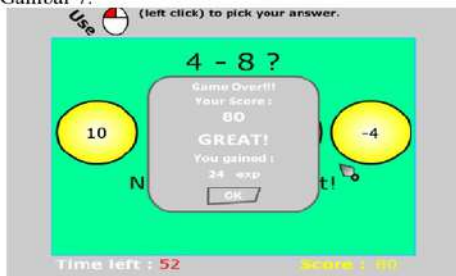 Gambar 7.
Use (left click) to pick your answer.
4 - 8 ?
Game Over!!!
Your Score :
80
GREAT!
You gained :
24 exp
OK
10
-4
N t!
Time left : 52
Score : 80